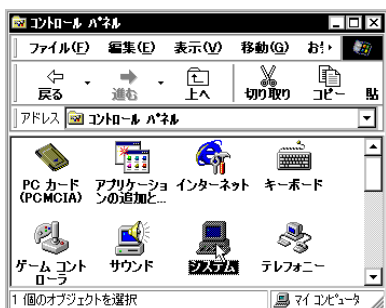 コントロール パネル
ファイル(F) 編集(E) 表示(V) 移動(G) お!
戻る 進む 上へ 切り取り コピー 貼
アドレス コントロール パネル
PC カード (PCMCIA)
アプリケーションの追加と...
インターネット
キーボード
ゲーム コントローラ
サウンド
システム
テレフォニー
1 個のオブジェクトを選択 マイ コンピュータ